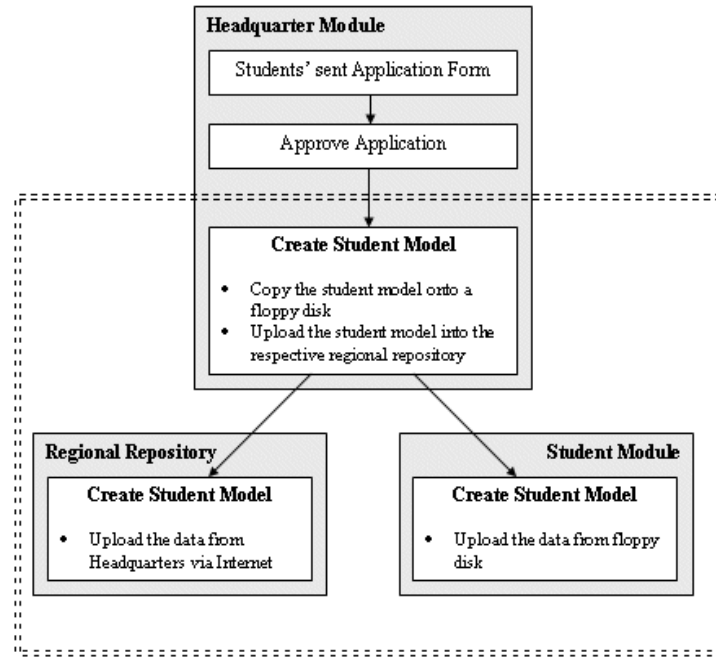 Headquarter Module
Students' sent Application Form
Approve Application
Create Student Model
• Copy the student model onto a
floppy disk
• Upload the student model into the
respective regional repository
Regional Repository
Create Student Model
• Upload the data from
Headquarters via Internet
Student Module
Create Student Model
• Upload the data from floppy
disk